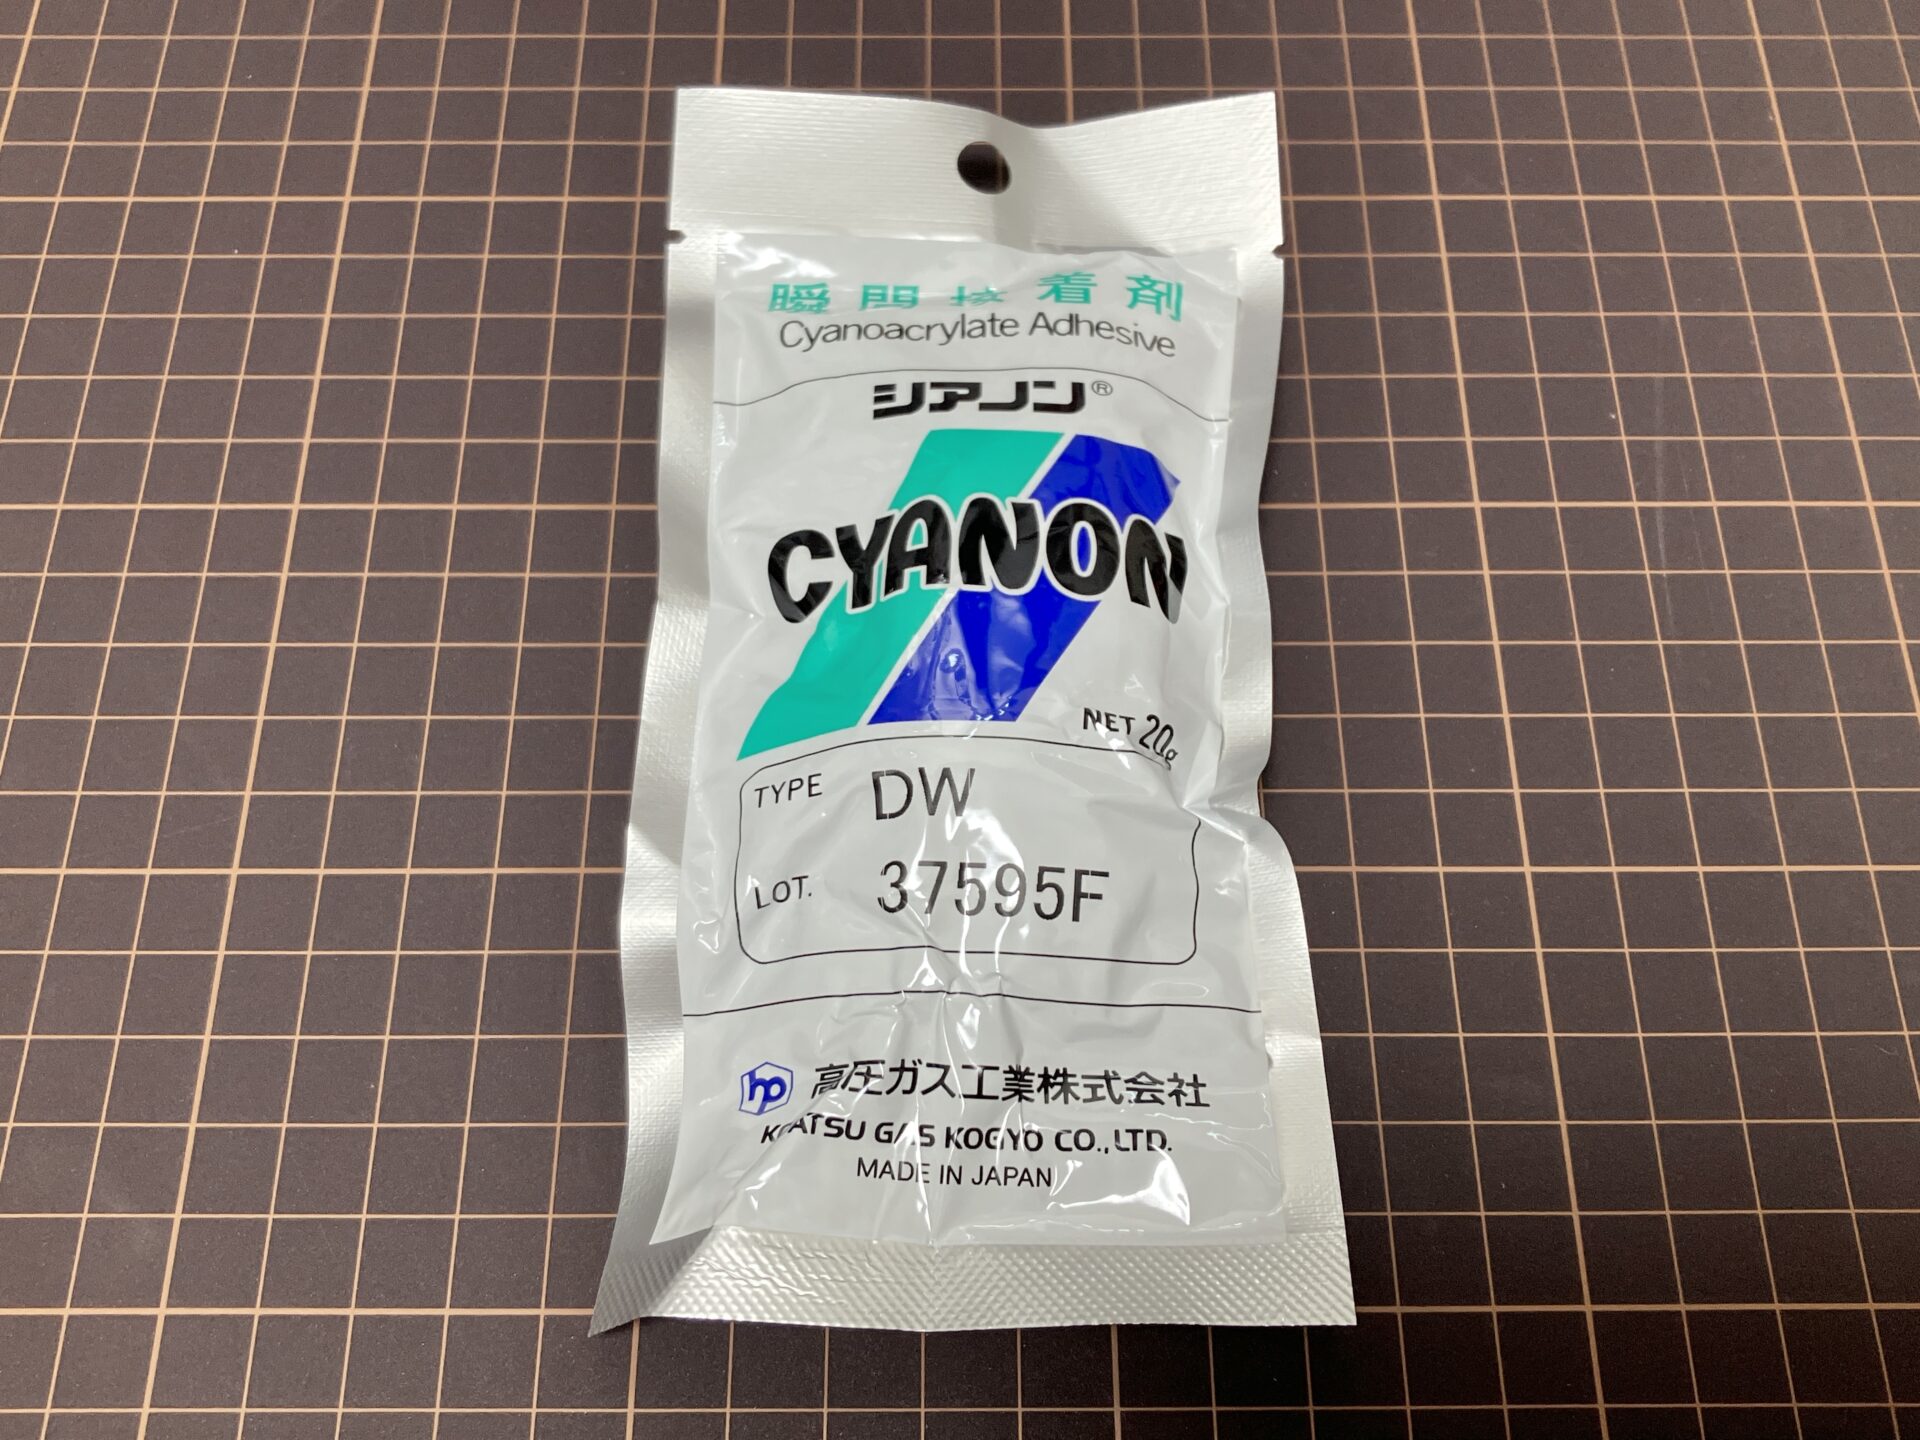 瞬間接着剤
Cyanoacrylate Adhesive
シアノン®
CYANON
NET 20g
TYPE DW
LOT. 37595F
hp 高圧ガス工業株式会社
KOATSU GAS KOGYO CO.,LTD.
MADE IN JAPAN